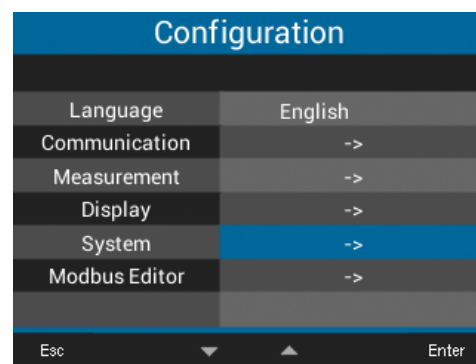 Configuration
Language English
Communication ->
Measurement ->
Display ->
System ->
Modbus Editor ->
Esc Enter